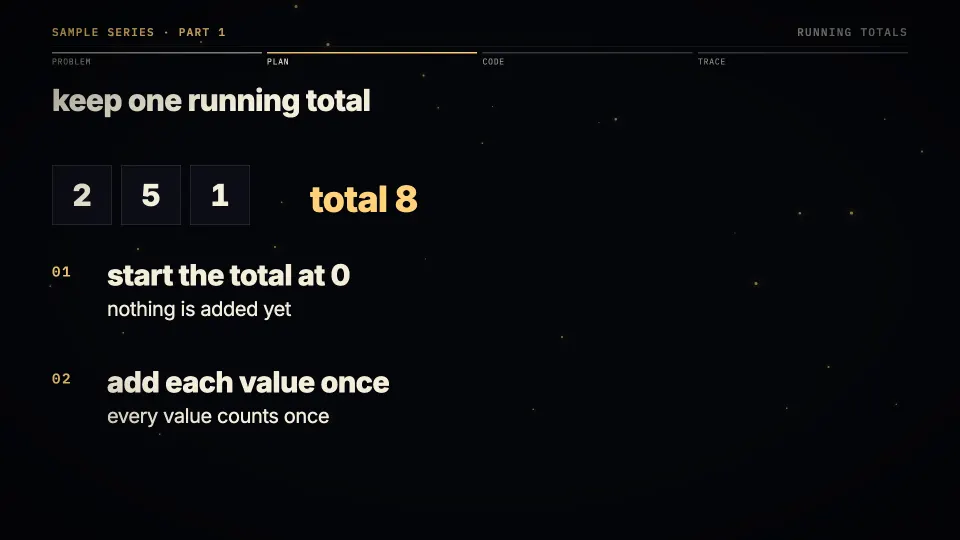 SAMPLE SERIES · PART 1
RUNNING TOTALS
PROBLEM
PLAN
CODE
TRACE
keep one running total
2 5 1
total 8
01
start the total at 0
nothing is added yet
02
add each value once
every value counts once